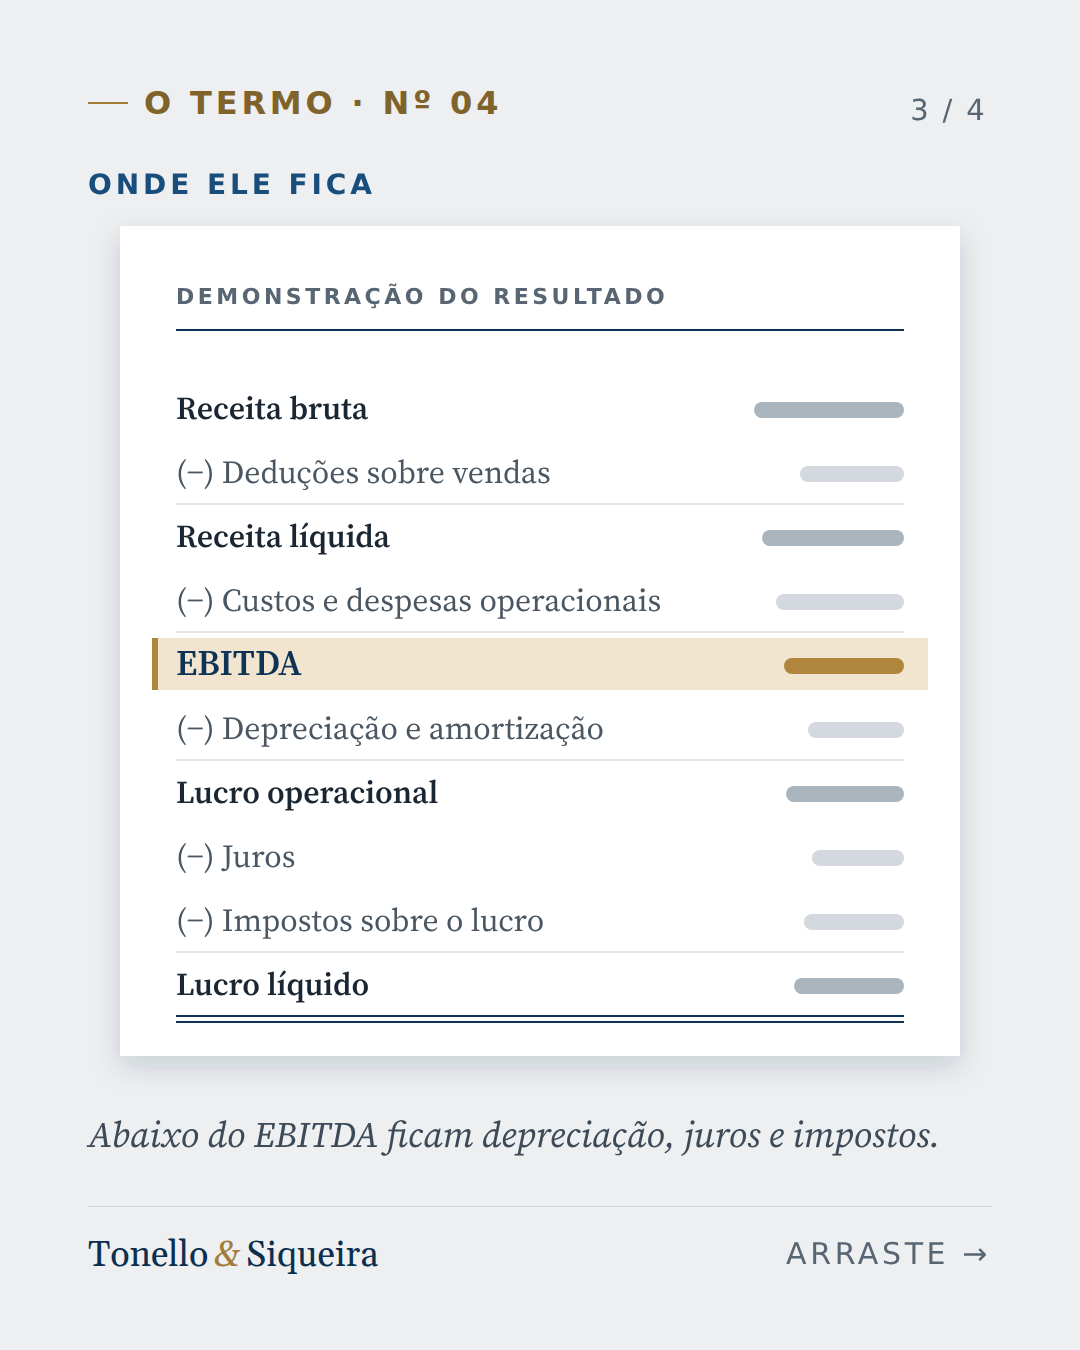 O TERMO · Nº 04
3 / 4
ONDE ELE FICA
DEMONSTRAÇÃO DO RESULTADO
Receita bruta
(−) Deduções sobre vendas
Receita líquida
(−) Custos e despesas operacionais
EBITDA
(−) Depreciação e amortização
Lucro operacional
(−) Juros
(−) Impostos sobre o lucro
Lucro líquido
Abaixo do EBITDA ficam depreciação, juros e impostos.
Tonello & Siqueira
ARRASTE →